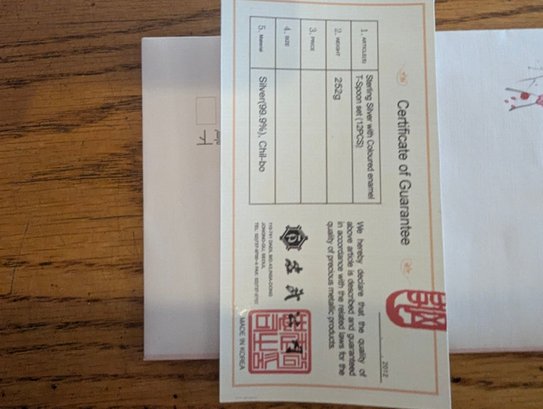 Certificate of Guarantee
2012
1. ARTICLE(S)
Sterling Silver with Coloured enamel
T-Spoon set (12PCS)
2. WEIGHT
252g
3. PRICE
4. SIZE
5. Material
Silver(99.9%), Chil-bo
We hereby declare that the quality of
above article is described and guaranteed
in accordance with the related laws for the
quality of precious metallic products.
MADE IN KOREA